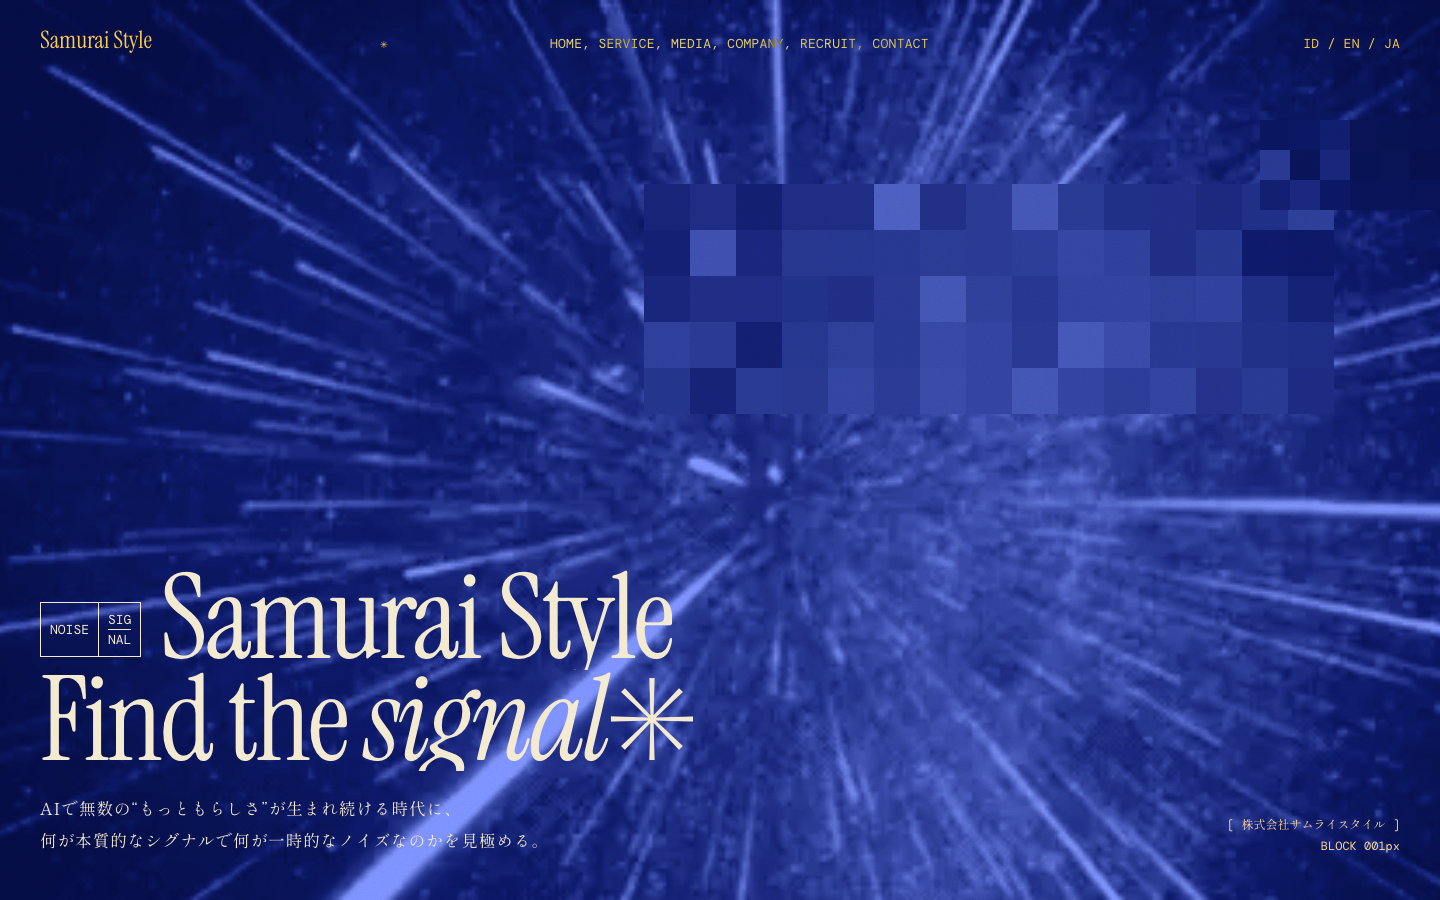 Samurai Style
*
HOME, SERVICE, MEDIA, COMPANY, RECRUIT, CONTACT
ID / EN / JA
NOISE
SIG
NAL
Samurai Style
Find the signal✳
AIで無数の“もっともらしさ”が生まれ続ける時代に、
何が本質的なシグナルで何が一時的なノイズなのかを見極める。
[ 株式会社サムライスタイル ]
BLOCK 001px